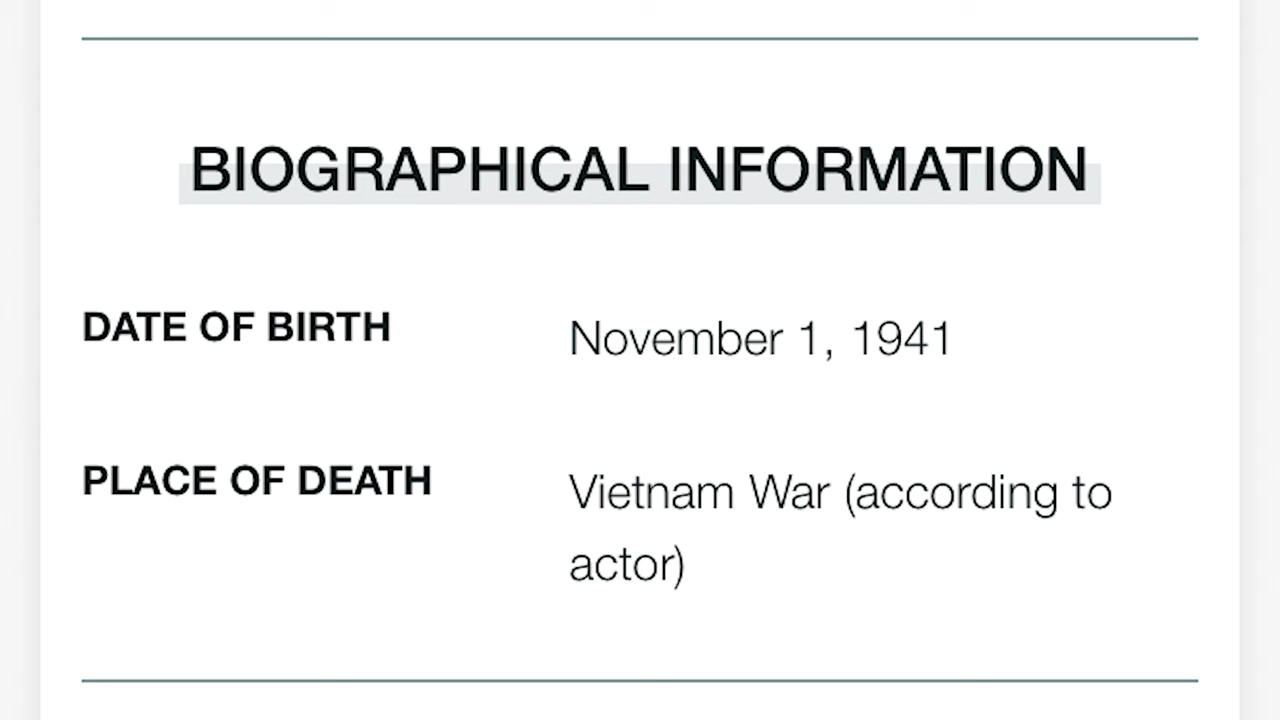 BIOGRAPHICAL INFORMATION
DATE OF BIRTH
November 1, 1941
PLACE OF DEATH
Vietnam War (according to
actor)